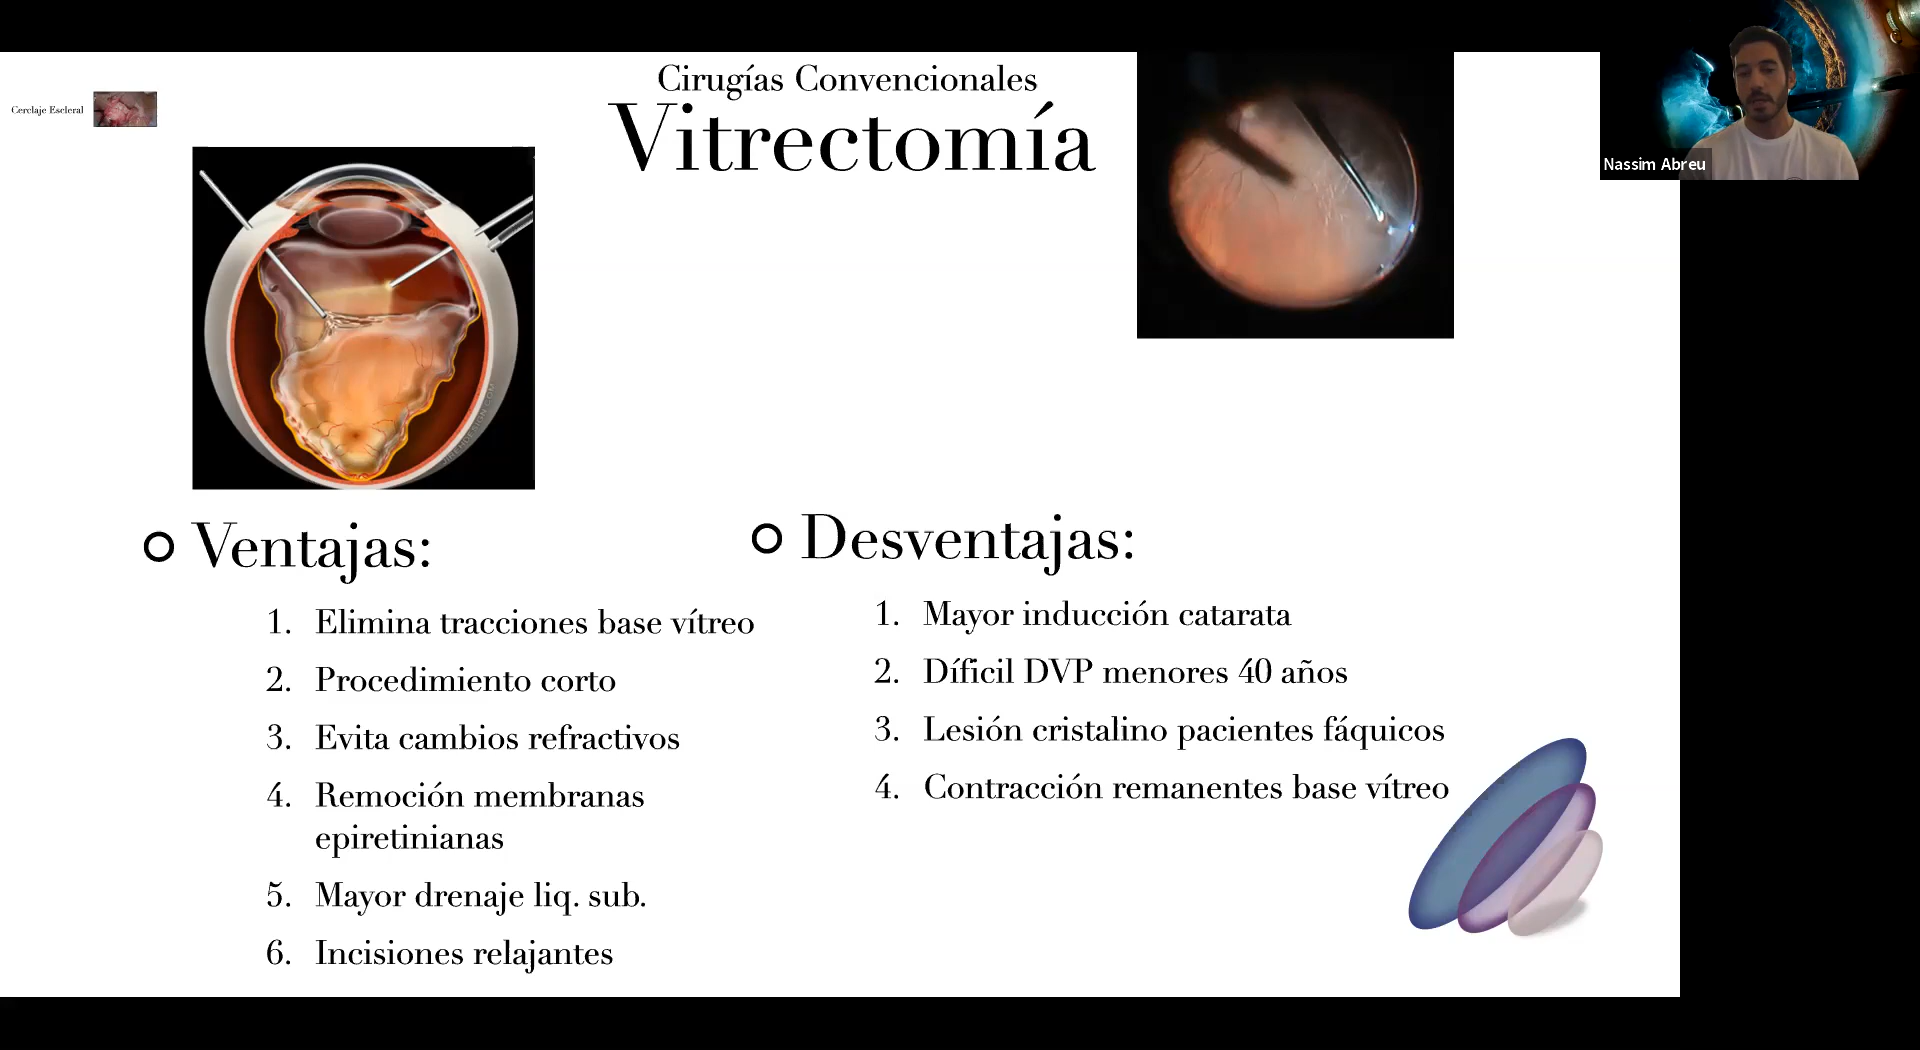 Cirugías Convencionales
Vitrectomía
Cerclaje Escleral
Nassim Abreu
Ventajas:
1. Elimina tracciones base vítreo
2. Procedimiento corto
3. Evita cambios refractivos
4. Remoción membranas
epiretinianas
5. Mayor drenaje liq. sub.
6. Incisiones relajantes
Desventajas:
1. Mayor inducción catarata
2. Díficil DVP menores 40 años
3. Lesión cristalino pacientes fáquicos
4. Contracción remanentes base vítreo